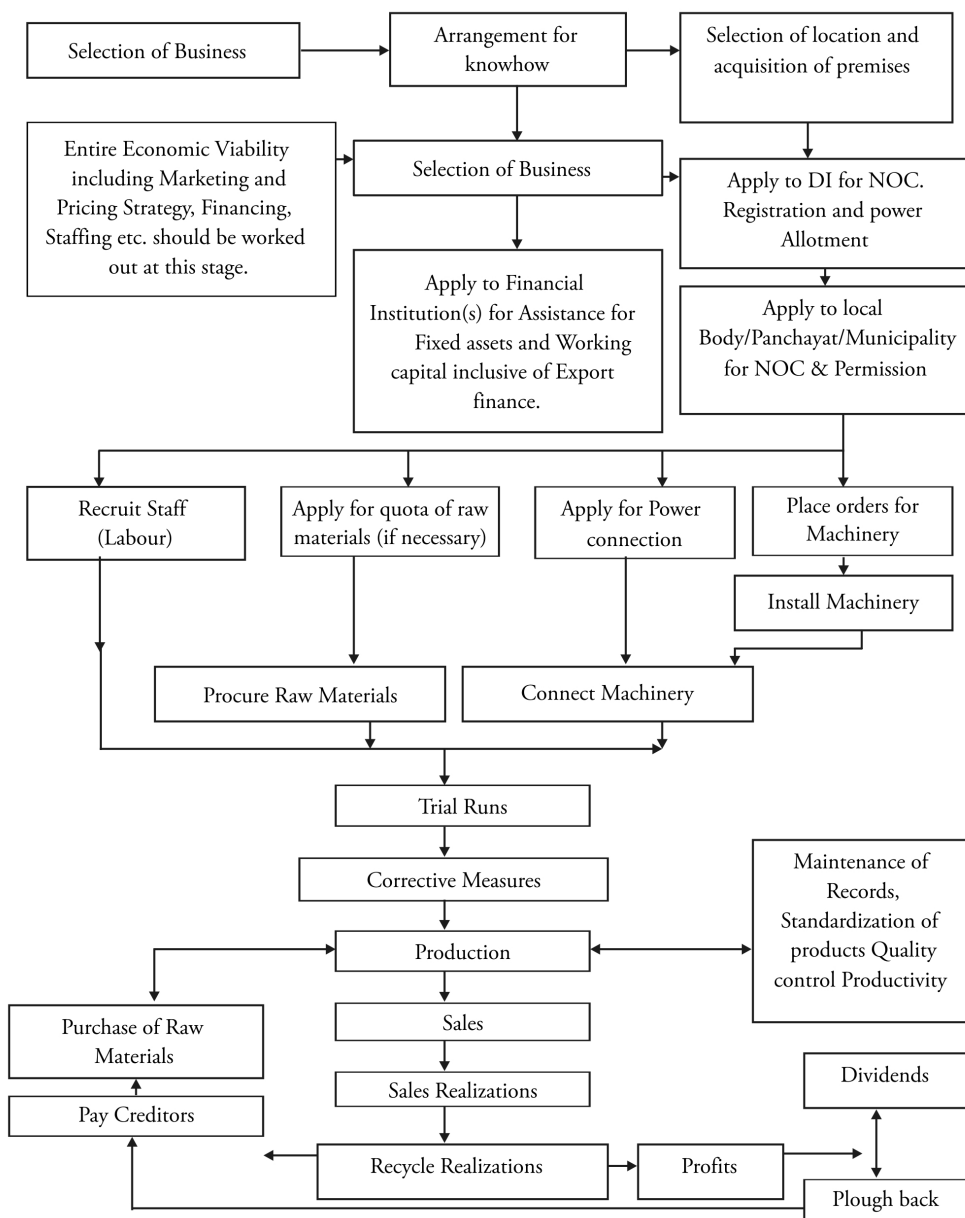 Selection of Business
Arrangement for
knowhow
Selection of location and
acquisition of premises
Entire Economic Viability
including Marketing and
Pricing Strategy, Financing,
Staffing etc. should be worked
out at this stage.
Selection of Business
Apply to DI for NOC.
Registration and power
Allotment
Apply to Financial
Institution(s) for Assistance for
Fixed assets and Working
capital inclusive of Export
finance.
Apply to local
Body/Panchayat/Municipality
for NOC & Permission
Recruit Staff
(Labour)
Apply for quota of raw
materials (if necessary)
Apply for Power
connection
Place orders for
Machinery
Install Machinery
Procure Raw Materials
Connect Machinery
Trial Runs
Corrective Measures
Maintenance of
Records,
Standardization of
products Quality
control Productivity
Production
Purchase of Raw
Materials
Sales
Sales Realizations
Dividends
Pay Creditors
Recycle Realizations
Profits
Plough back